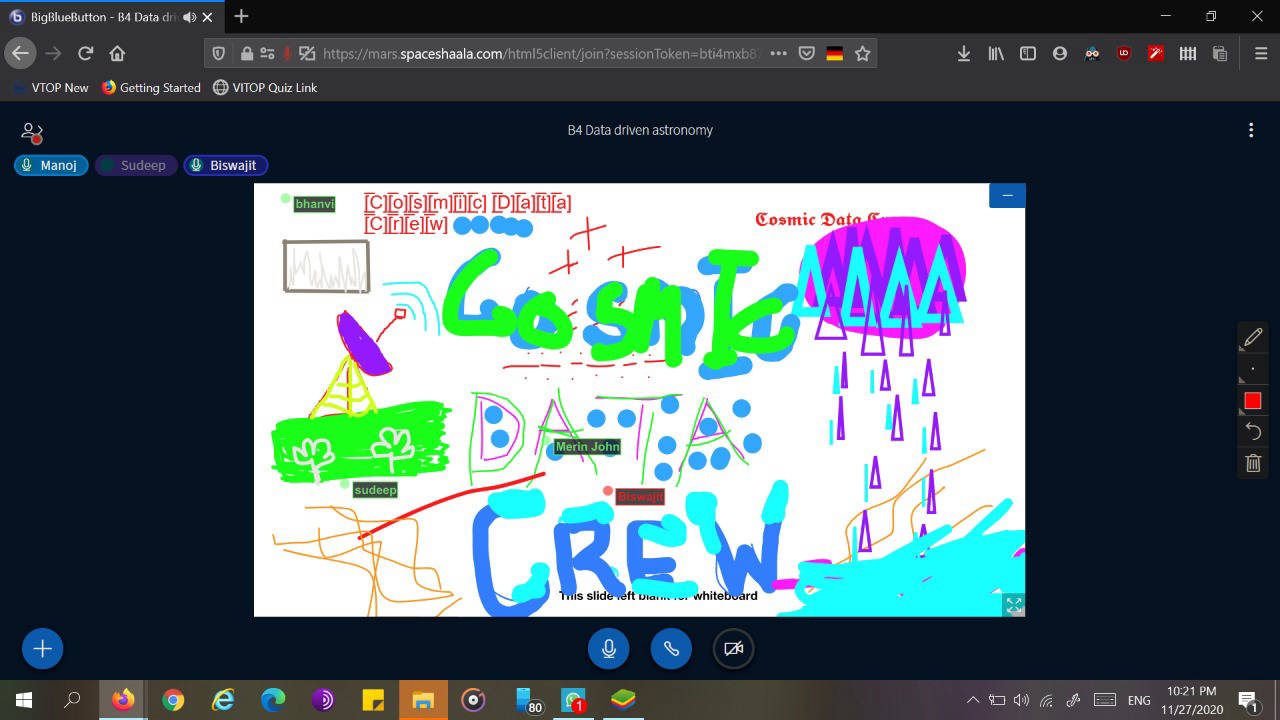 BigBlueButton - B4 Data dri
https://mars.spaceshaala.com/html5client/join?sessionToken=bti4mxb8
VTOP New
Getting Started
VITOP Quiz Link
B4 Data driven astronomy
Manoj
Sudeep
Biswajit
bhanvi
[C][o][s][m][i][c] [D][a][t][a]
[C][r][e][w]
Cosmic Data
CosmIc
DATA
Merin John
sudeep
Biswajit
CREW
This slide left blank for whiteboard
80
1
ENG
10:21 PM
11/27/2020
1